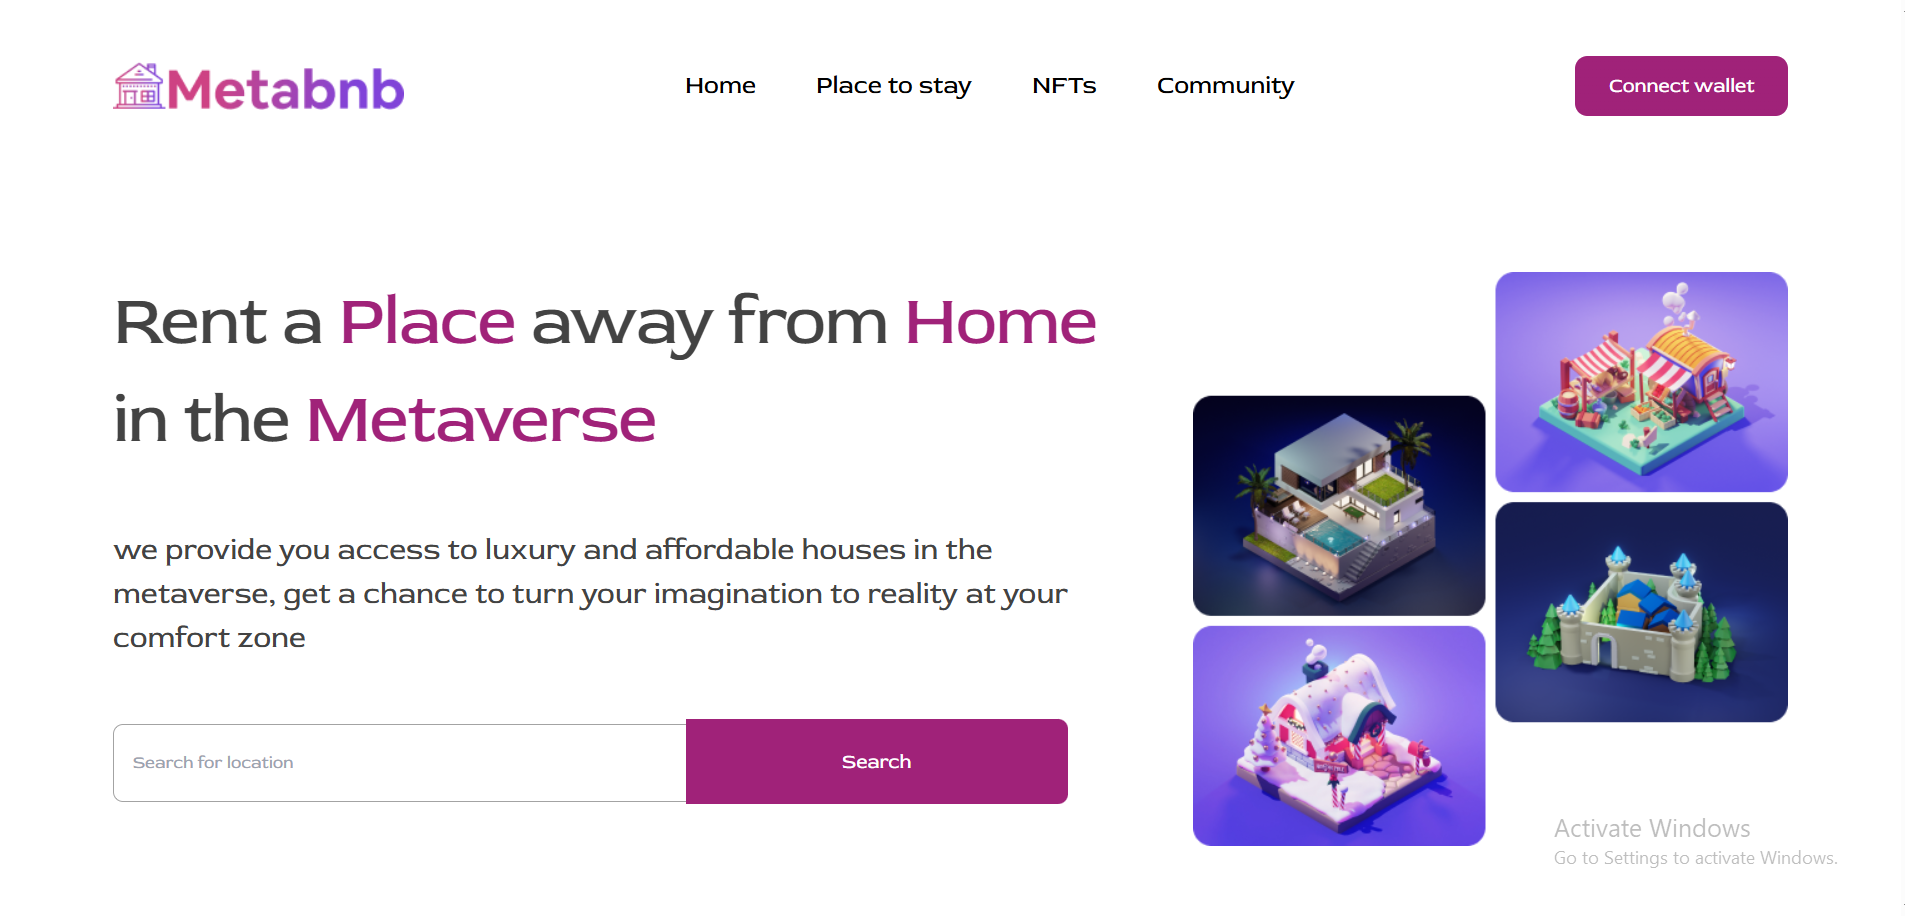 Metabnb
Home
Place to stay
NFTs
Community
Connect wallet
Rent a Place away from Home
in the Metaverse
we provide you access to luxury and affordable houses in the
metaverse, get a chance to turn your imagination to reality at your
comfort zone
Search for location
Search
Activate Windows
Go to Settings to activate Windows.